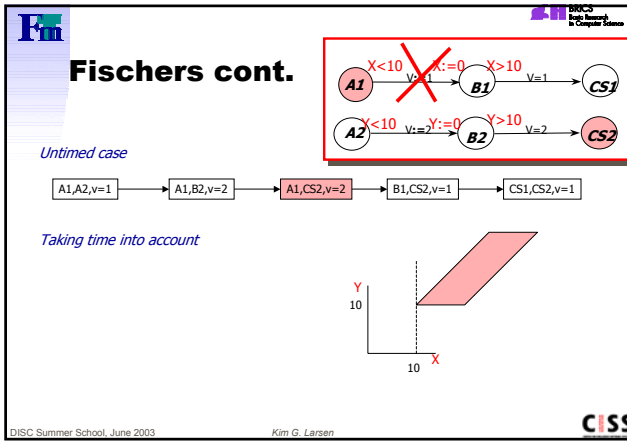 BRICS
Basic Research
in Computer Science
Fischers cont.
X<10 X:=0 X>10
A1 V:=1 B1 V=1 CS1
Y<10 Y:=0 Y>10
A2 V:=2 B2 V=2 CS2
Untimed case
A1,A2,v=1 A1,B2,v=2 A1,CS2,v=2 B1,CS2,v=1 CS1,CS2,v=1
Taking time into account
Y
10
X
10
DISC Summer School, June 2003 Kim G. Larsen CISS